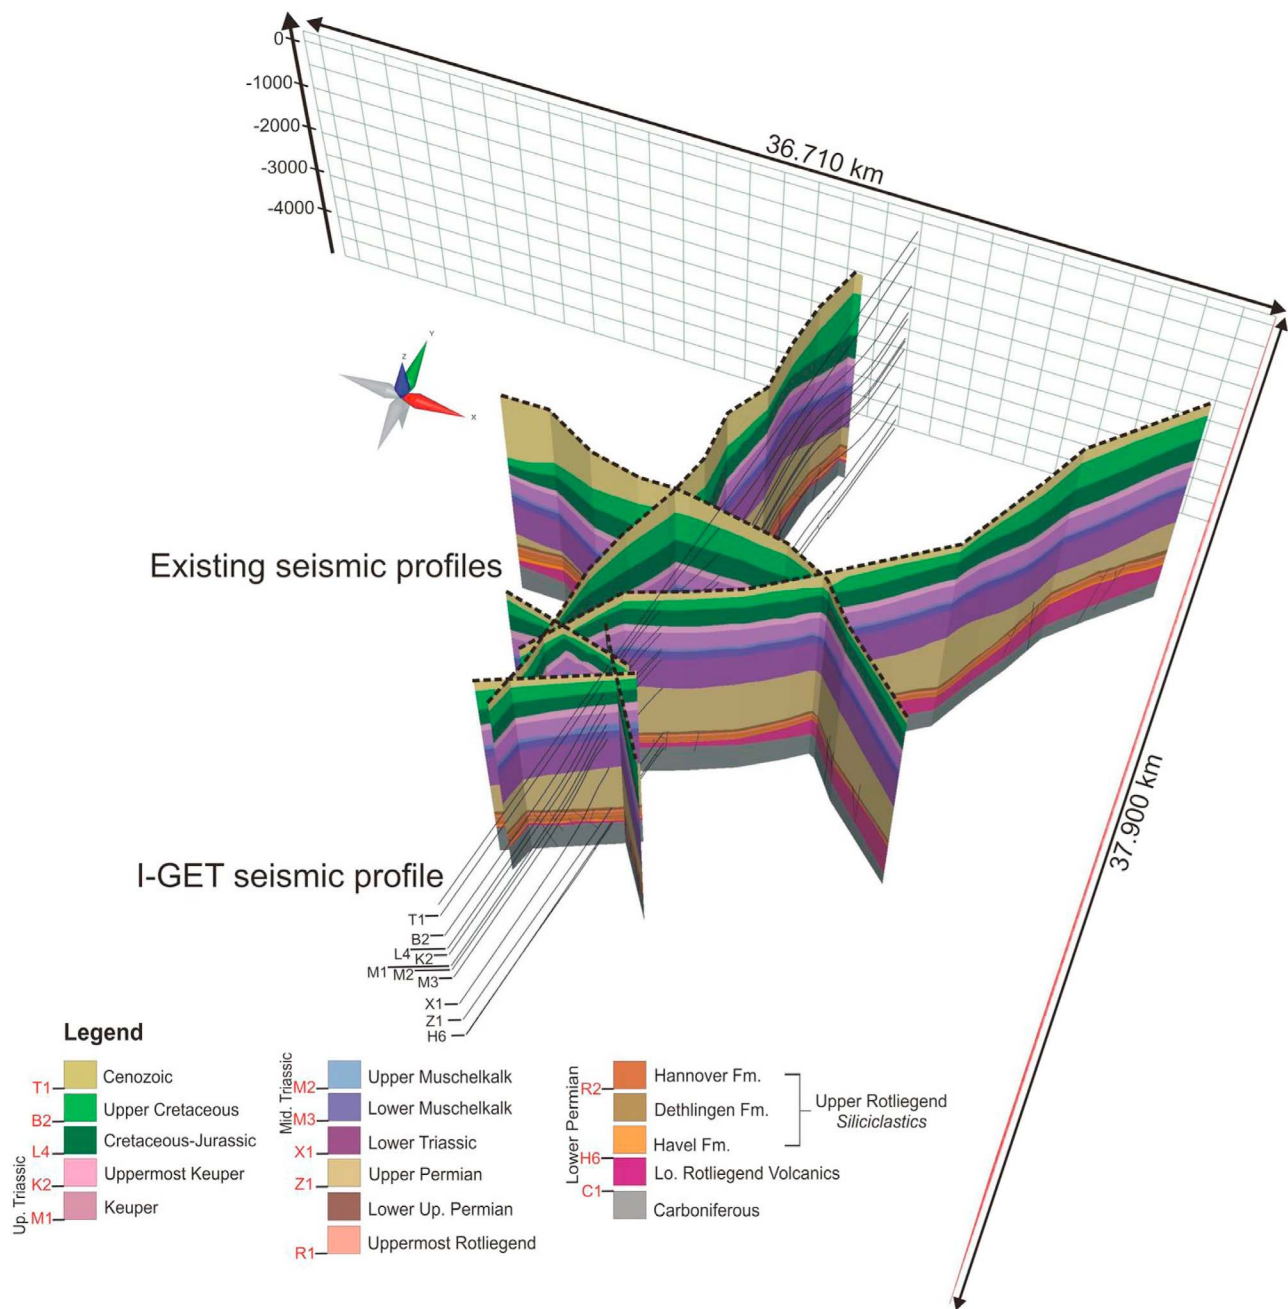 0
-1000
-2000
-3000
-4000
36.710 km
Y
Z
X
Existing seismic profiles
37.900 km
I-GET seismic profile
T1
B2
L4
K2
M1
M2
M3
X1
Z1
H6
Legend
Cenozoic
T1
Upper Cretaceous
B2
Cretaceous-Jurassic
L4
Up. Triassic
Uppermost Keuper
K2
Keuper
M1
Mid. Triassic
Upper Muschelkalk
M2
Lower Muschelkalk
M3
Lower Triassic
X1
Upper Permian
Z1
Lower Up. Permian
Uppermost Rotliegend
R1
Lower Permian
Hannover Fm.
R2
Dethlingen Fm.
Havel Fm.
H6
Upper Rotliegend
Siliciclastics
Lo. Rotliegend Volcanics
C1
Carboniferous